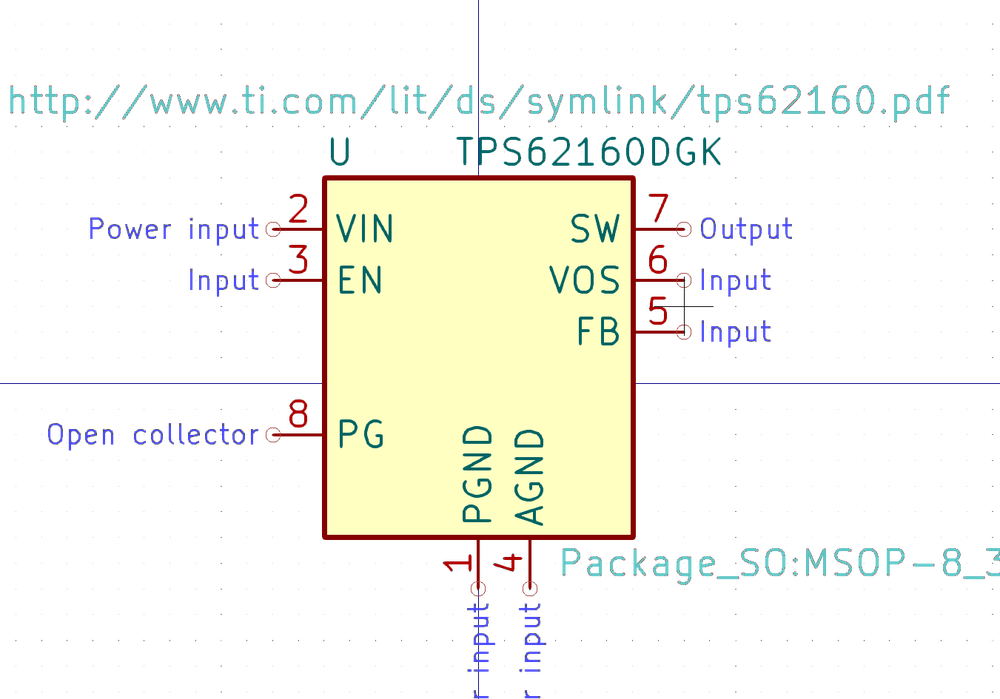 http://www.ti.com/lit/ds/symlink/tps62160.pdf
U TPS62160DGK
Power input 2 VIN SW 7 Output
Input 3 EN VOS 6 Input
FB 5 Input
Open collector 8 PG
PGND AGND
1 4
Package_SO:MSOP-8_3
r input r input